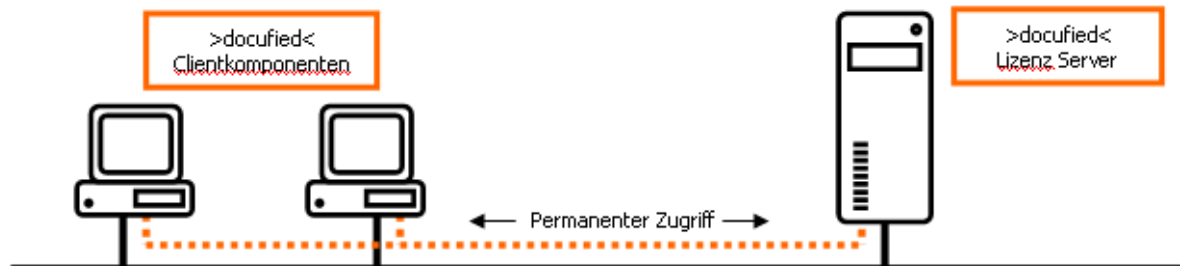 >docufied<
Clientkomponenten
>docufied<
Lizenz Server
Permanenter Zugriff